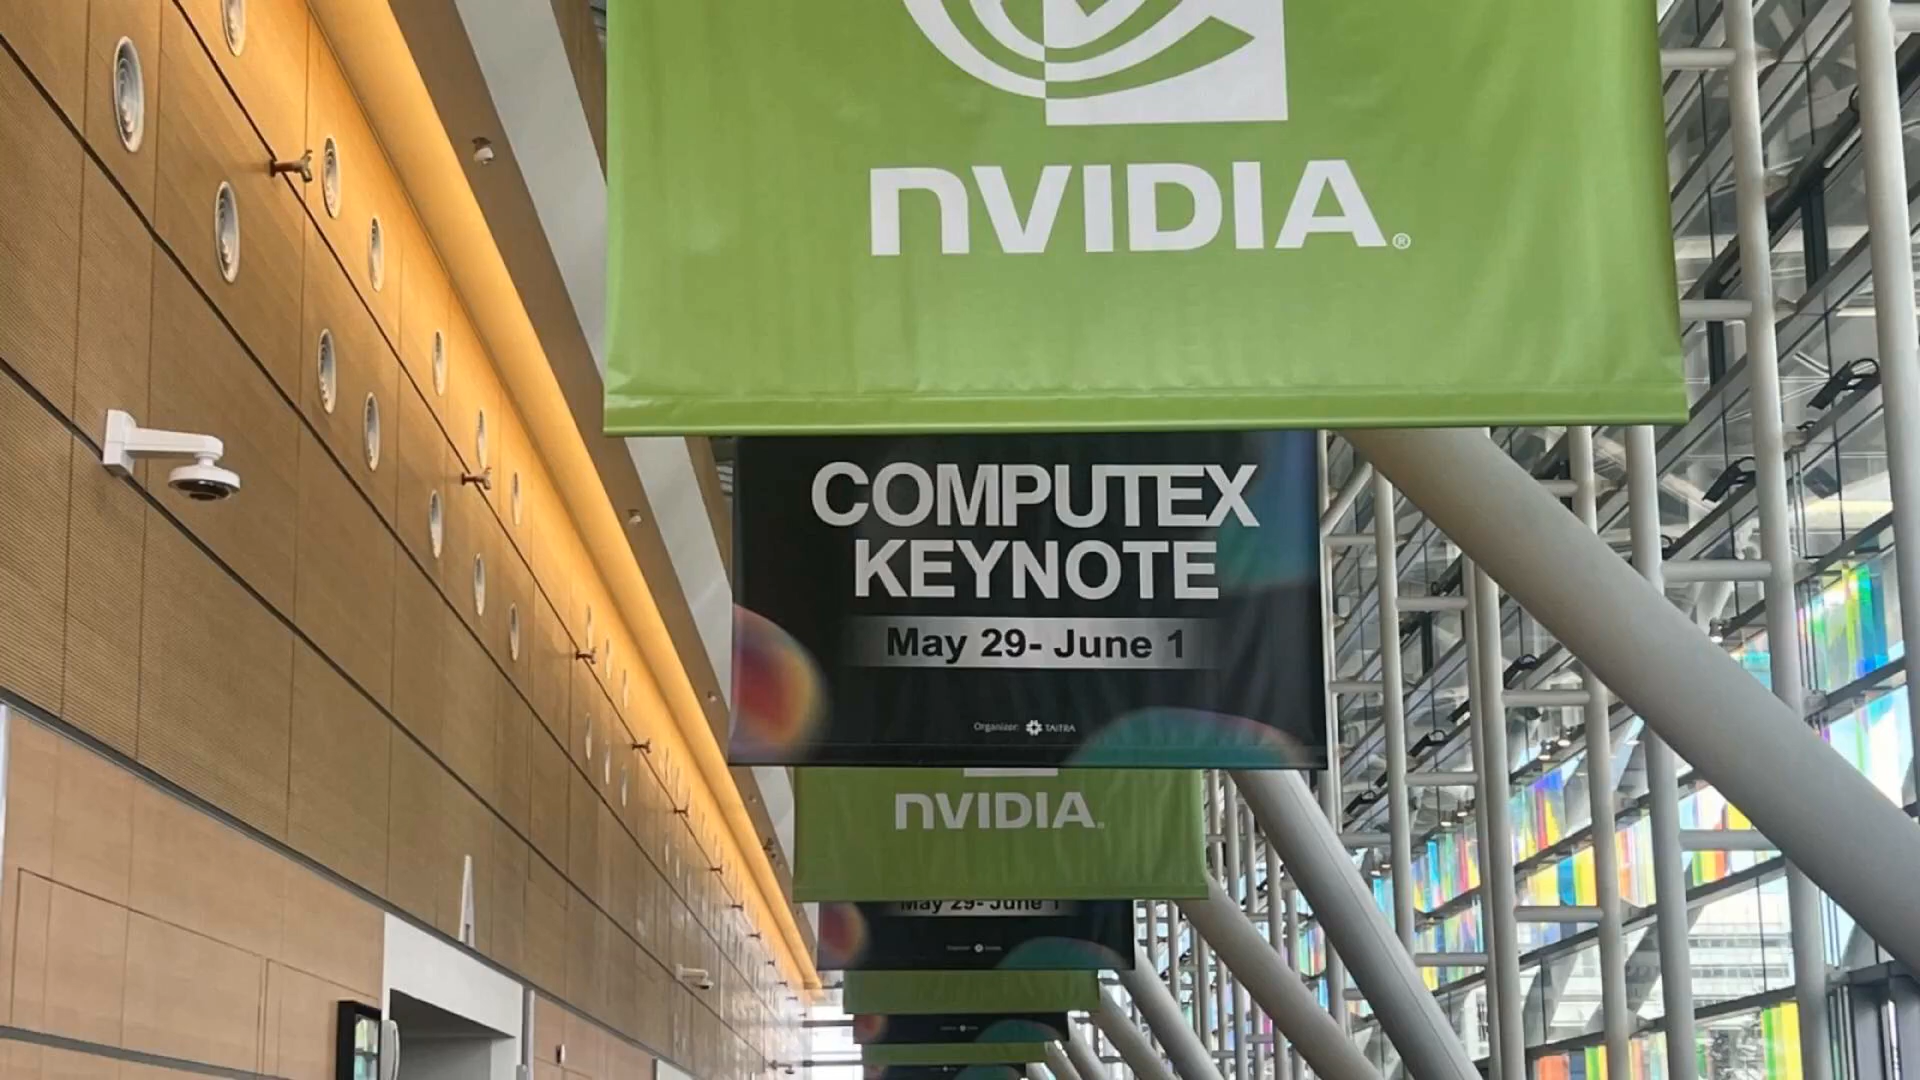 nVIDIA®
COMPUTEX
KEYNOTE
May 29- June 1
Organizer: TAITRA
nVIDIA®
May 29- June 1